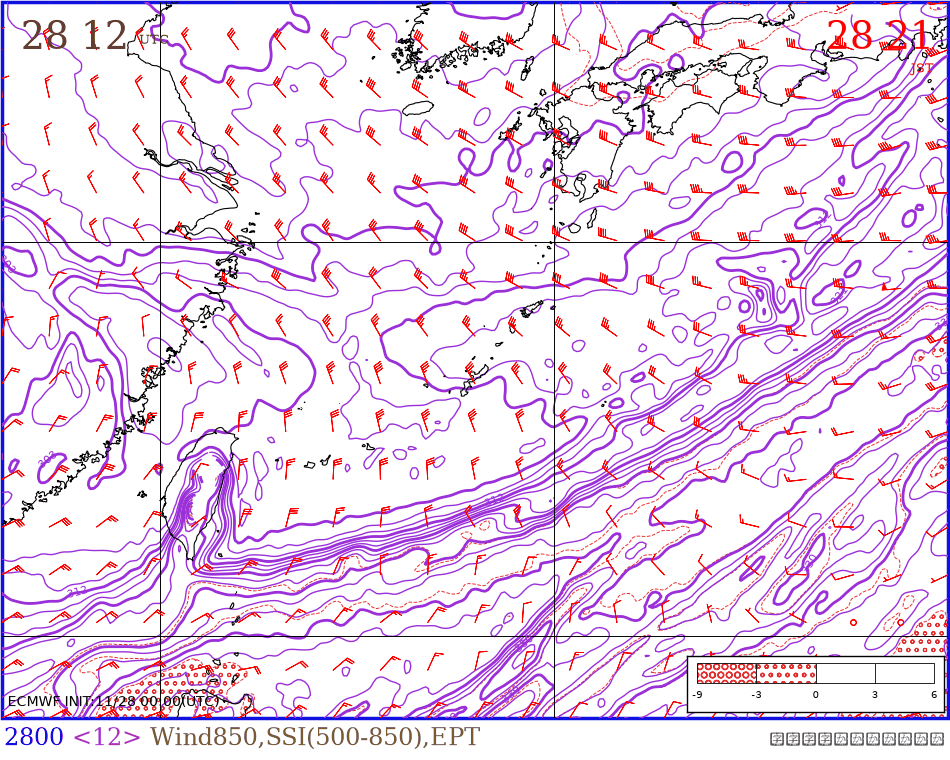 28 12 UTC
28 21
JST
ECMWF INIT:11/28 00:00(UTC)
-9 -3 0 3 6
2800 <12> Wind850,SSI(500-850),EPT